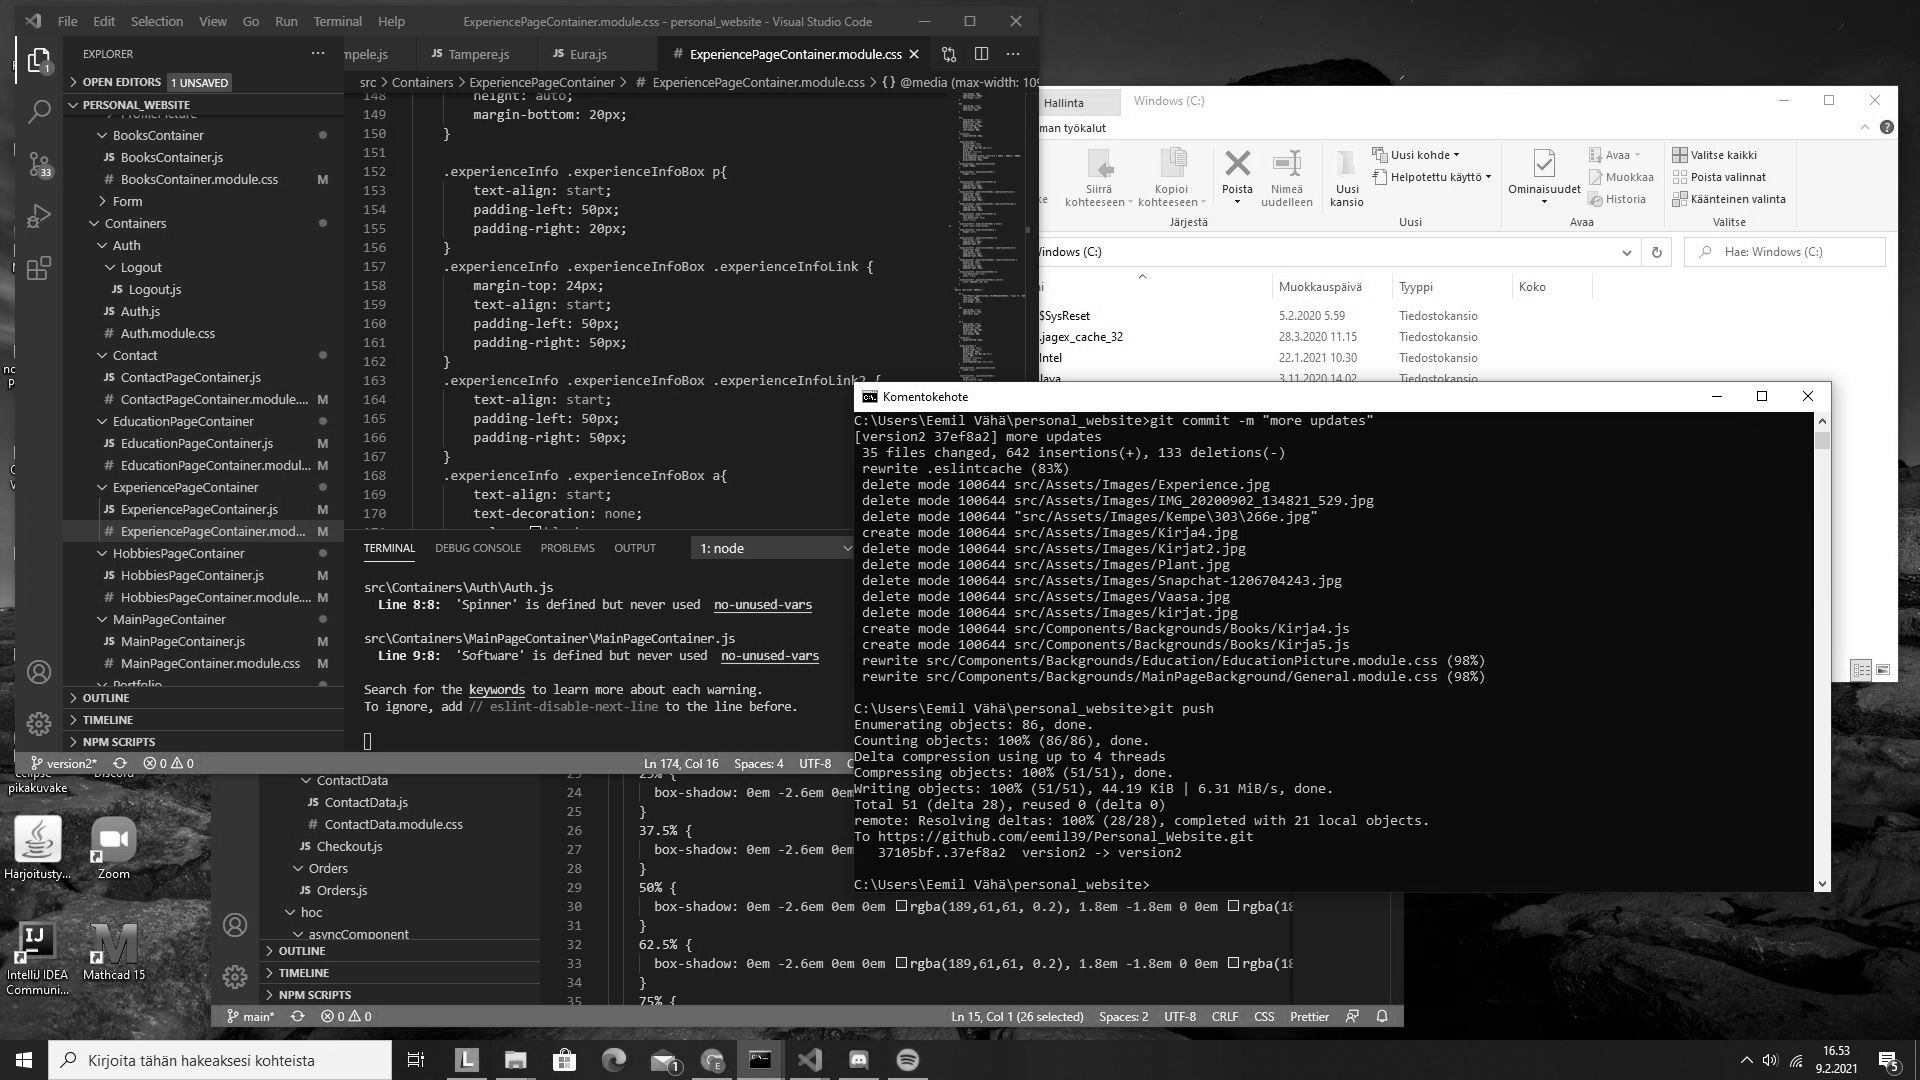 File Edit Selection View Go Run Terminal Help
ExperiencePageContainer.module.css - personal_website - Visual Studio Code
EXPLORER
OPEN EDITORS 1 UNSAVED
PERSONAL_WEBSITE
ProfilePicture
BooksContainer
JS BooksContainer.js
# BooksContainer.module.css M
Form
Containers
Auth
Logout
JS Logout.js
JS Auth.js
# Auth.module.css
Contact
JS ContactPageContainer.js
# ContactPageContainer.module.... M
EducationPageContainer
JS EducationPageContainer.js M
# EducationPageContainer.modul... M
ExperiencePageContainer
JS ExperiencePageContainer.js M
# ExperiencePageContainer.mod... M
HobbiesPageContainer
JS HobbiesPageContainer.js M
# HobbiesPageContainer.module.... M
MainPageContainer
JS MainPageContainer.js M
# MainPageContainer.module.css M
Portfolio
OUTLINE
TIMELINE
NPM SCRIPTS
1
33
mpele.js
JS Tampere.js
JS Eura.js
# ExperiencePageContainer.module.css
src > Containers > ExperiencePageContainer > # ExperiencePageContainer.module.css > {} @media (max-width: 109
148 height: auto;
149 margin-bottom: 20px;
150 }
151
152 .experienceInfo .experienceInfoBox p{
153 text-align: start;
154 padding-left: 50px;
155 padding-right: 20px;
156 }
157 .experienceInfo .experienceInfoBox .experienceInfoLink {
158 margin-top: 24px;
159 text-align: start;
160 padding-left: 50px;
161 padding-right: 50px;
162 }
163 .experienceInfo .experienceInfoBox .experienceInfoLink2 {
164 text-align: start;
165 padding-left: 50px;
166 padding-right: 50px;
167 }
168 .experienceInfo .experienceInfoBox a{
169 text-align: start;
170 text-decoration: none;
TERMINAL DEBUG CONSOLE PROBLEMS OUTPUT 1: node
src\Containers\Auth\Auth.js
Line 8:8: 'Spinner' is defined but never used no-unused-vars
src\Containers\MainPageContainer\MainPageContainer.js
Line 9:8: 'Software' is defined but never used no-unused-vars
Search for the keywords to learn more about each warning.
To ignore, add // eslint-disable-next-line to the line before.
version2* 0 0 Ln 174, Col 16 Spaces: 4 UTF-8 C
Hallinta Windows (C:)
man työkalut
Siirrä kohteeseen
Kopioi kohteeseen
Poista
Nimeä uudelleen
Järjestä
Uusi kansio
Uusi kohde
Helpotettu käyttö
Uusi
Ominaisuudet
Avaa
Muokkaa
Historia
Avaa
Valitse kaikki
Poista valinnat
Käänteinen valinta
Valitse
Windows (C:)
Hae: Windows (C:)
Muokkauspäivä Tyyppi Koko
$SysReset 5.2.2020 5.59 Tiedostokansio
.jagex_cache_32 28.3.2020 11.15 Tiedostokansio
Intel 22.1.2021 10.30 Tiedostokansio
Java 3.11.2020 14.02 Tiedostokansio
Komentokehote
C:\Users\Eemil Vähä\personal_website>git commit -m "more updates"
[version2 37ef8a2] more updates
35 files changed, 642 insertions(+), 133 deletions(-)
rewrite .eslintcache (83%)
delete mode 100644 src/Assets/Images/Experience.jpg
delete mode 100644 src/Assets/Images/IMG_20200902_134821_529.jpg
delete mode 100644 "src/Assets/Images/Kempe\303\266e.jpg"
create mode 100644 src/Assets/Images/Kirja4.jpg
delete mode 100644 src/Assets/Images/Kirjat2.jpg
delete mode 100644 src/Assets/Images/Plant.jpg
delete mode 100644 src/Assets/Images/Snapchat-1206704243.jpg
delete mode 100644 src/Assets/Images/Vaasa.jpg
delete mode 100644 src/Assets/Images/kirjat.jpg
create mode 100644 src/Components/Backgrounds/Books/Kirja4.js
create mode 100644 src/Components/Backgrounds/Books/Kirja5.js
rewrite src/Components/Backgrounds/Education/EducationPicture.module.css (98%)
rewrite src/Components/Backgrounds/MainPageBackground/General.module.css (98%)
C:\Users\Eemil Vähä\personal_website>git push
Enumerating objects: 86, done.
Counting objects: 100% (86/86), done.
Delta compression using up to 4 threads
Compressing objects: 100% (51/51), done.
Writing objects: 100% (51/51), 44.19 KiB | 6.31 MiB/s, done.
Total 51 (delta 28), reused 0 (delta 0)
remote: Resolving deltas: 100% (28/28), completed with 21 local objects.
To https://github.com/eemil39/Personal_Website.git
37105bf..37ef8a2 version2 -> version2
C:\Users\Eemil Vähä\personal_website>
ContactData
JS ContactData.js
# ContactData.module.css
JS Checkout.js
Orders
JS Orders.js
hoc
asyncComponent
OUTLINE
TIMELINE
NPM SCRIPTS
23 25% {
24 box-shadow: 0em -2.6em 0em
25 }
26 37.5% {
27 box-shadow: 0em -2.6em 0em
28 }
29 50% {
30 box-shadow: 0em -2.6em 0em 0em rgba(189,61,61, 0.2), 1.8em -1.8em 0 0em rgba(18
31 }
32 62.5% {
33 box-shadow: 0em -2.6em 0em 0em rgba(189,61,61, 0.2), 1.8em -1.8em 0 0em rgba(18
34 }
35 75% {
main* 0 0 Ln 15, Col 1 (26 selected) Spaces: 2 UTF-8 CRLF CSS Prettier
Eclipse pikakuvake
Discord
Harjoitusty...
Zoom
IntelliJ IDEA Communi...
Mathcad 15
Kirjoita tähän hakeaksesi kohteista
1
16.53
9.2.2021
5